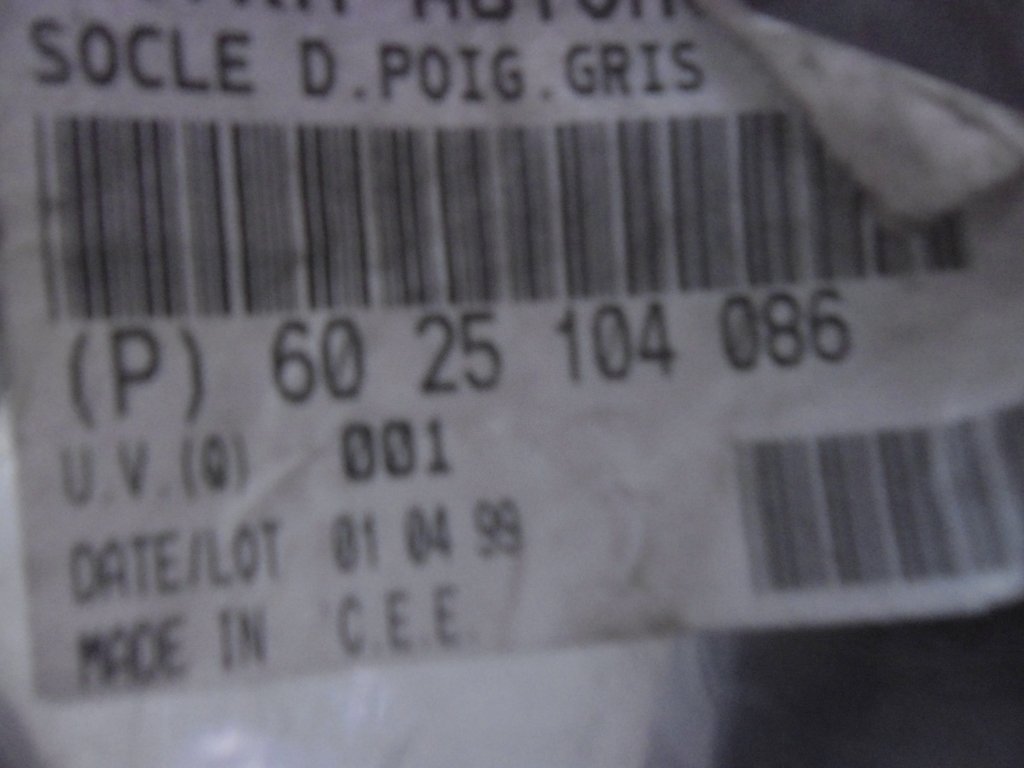 SOCLE D.POIG.GRIS
(P) 60 25 104 086
U.V.(Q) 001
DATE/LOT 01 04 99
MADE IN C.E.E.